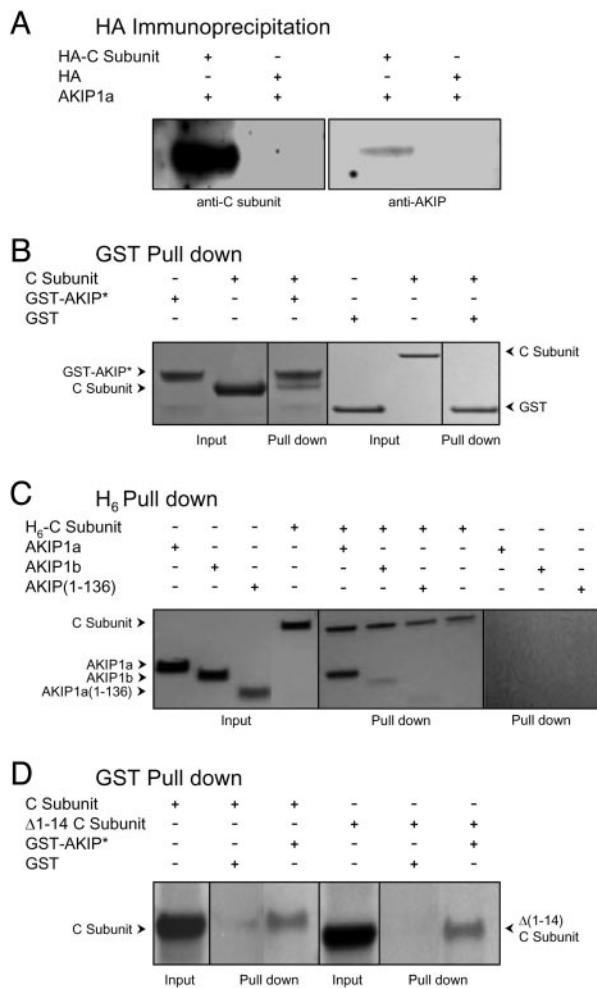 A HA Immunoprecipitation
HA-C Subunit + - + -
HA - + - +
AKIP1a + + + +
anti-C subunit anti-AKIP
B GST Pull down
C Subunit - + + - + +
GST-AKIP* + - + - - -
GST - - - + - +
GST-AKIP*
C Subunit
C Subunit
GST
Input Pull down Input Pull down
C H6 Pull down
H6-C Subunit - - - + + + + + - - -
AKIP1a + - - - + - - - + - -
AKIP1b - + - - - + - - - + -
AKIP(1-136) - - + - - - + - - - +
C Subunit
AKIP1a
AKIP1b
AKIP1a(1-136)
Input Pull down Pull down
D GST Pull down
C Subunit + + + - - -
Δ1-14 C Subunit - - - + + +
GST-AKIP* - - + - - +
GST - + - - + -
C Subunit
Δ(1-14)
C Subunit
Input Pull down Input Pull down